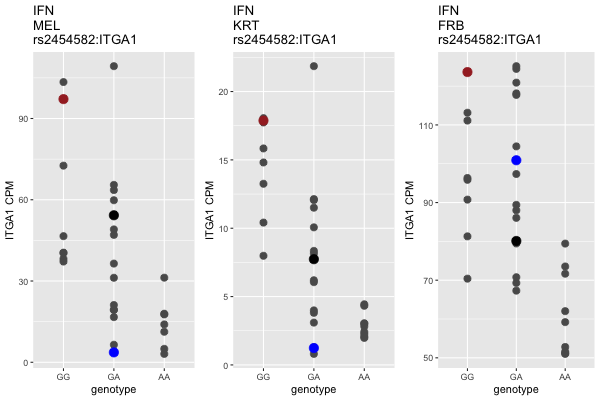 IFN
MEL
rs2454582:ITGA1
ITGA1 CPM
90
60
30
0
GG
GA
AA
genotype
IFN
KRT
rs2454582:ITGA1
ITGA1 CPM
20
15
10
5
0
GG
GA
AA
genotype
IFN
FRB
rs2454582:ITGA1
ITGA1 CPM
110
90
70
50
GG
GA
AA
genotype